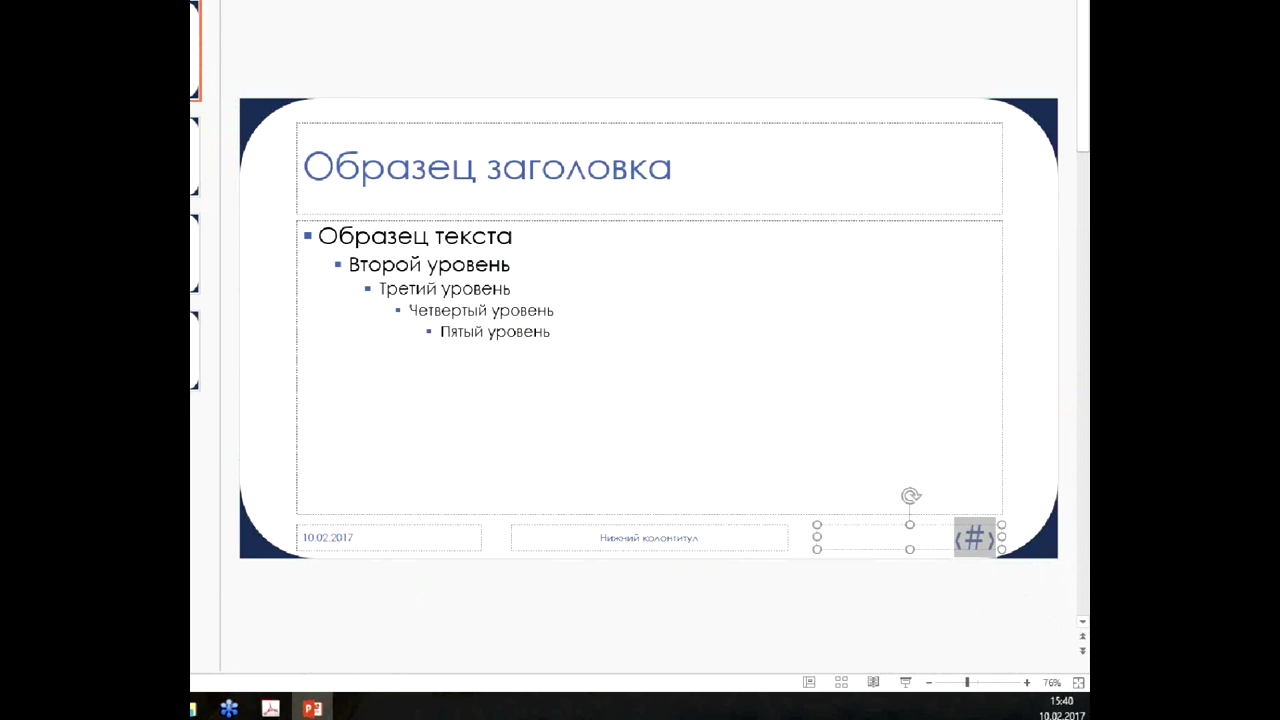 Образец заголовка
Образец текста
Второй уровень
Третий уровень
Четвертый уровень
Пятый уровень
10.02.2017
Нижний колонтитул
‹#›
76%
15:40
10.02.2017